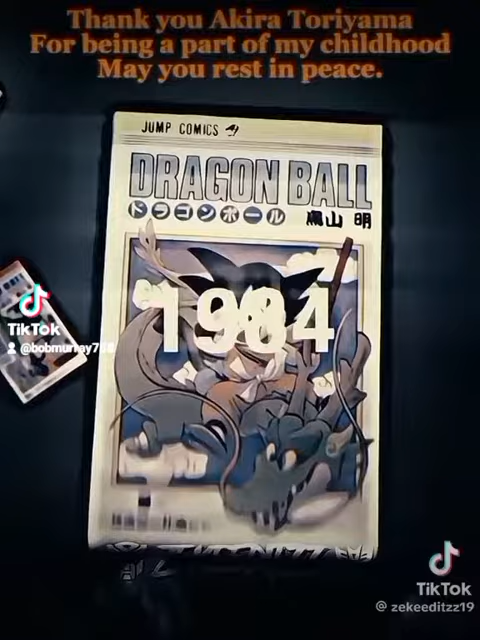 Thank you Akira Toriyama
For being a part of my childhood
May you rest in peace.
JUMP COMICS
DRAGON BALL
ドラゴンボール 鳥山 明
1984
TikTok
TikTok
@ zekeeditzz19